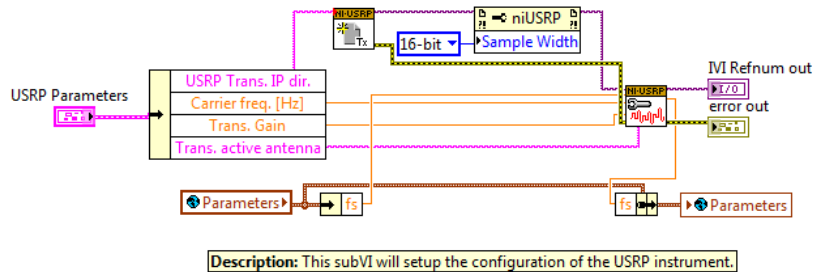 NI-USRP
Tx
niUSRP
16-bit
Sample Width
USRP Parameters
USRP Trans. IP dir.
Carrier freq. [Hz]
Trans. Gain
Trans. active antenna
NI-USRP
IVI Refnum out
I/O
error out
Parameters
fs
fs
Parameters
Description: This subVI will setup the configuration of the USRP instrument.